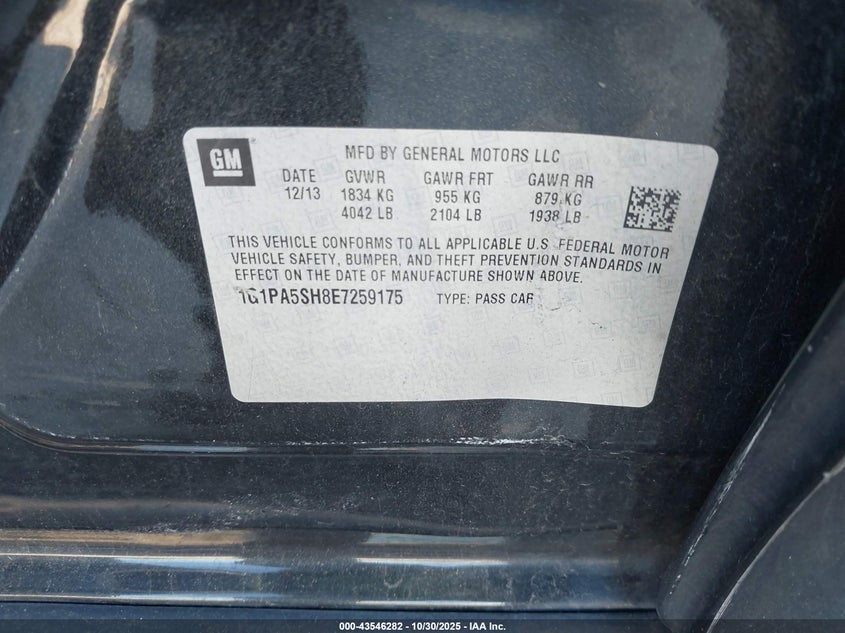 GM
MFD BY GENERAL MOTORS LLC
DATE GVWR GAWR FRT GAWR RR
12/13 1834 KG 955 KG 879 KG
4042 LB 2104 LB 1938 LB
THIS VEHICLE CONFORMS TO ALL APPLICABLE U.S. FEDERAL MOTOR
VEHICLE SAFETY, BUMPER, AND THEFT PREVENTION STANDARDS IN
EFFECT ON THE DATE OF MANUFACTURE SHOWN ABOVE.
1G1PA5SH8E7259175 TYPE: PASS CAR
000-43546282 - 10/30/2025 - IAA Inc.